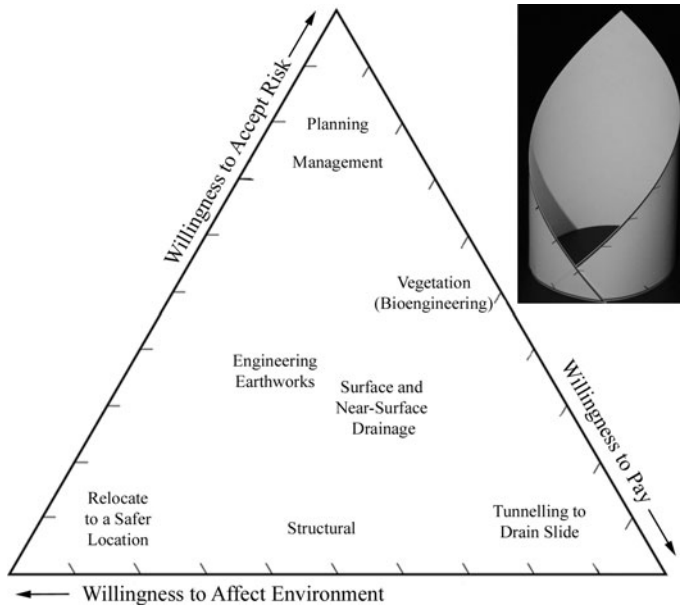 Willingness to Accept Risk
Planning
Management
Vegetation
(Bioengineering)
Engineering
Earthworks
Surface and
Near-Surface
Drainage
Willingness to Pay
Relocate
to a Safer
Location
Structural
Tunnelling to
Drain Slide
Willingness to Affect Environment